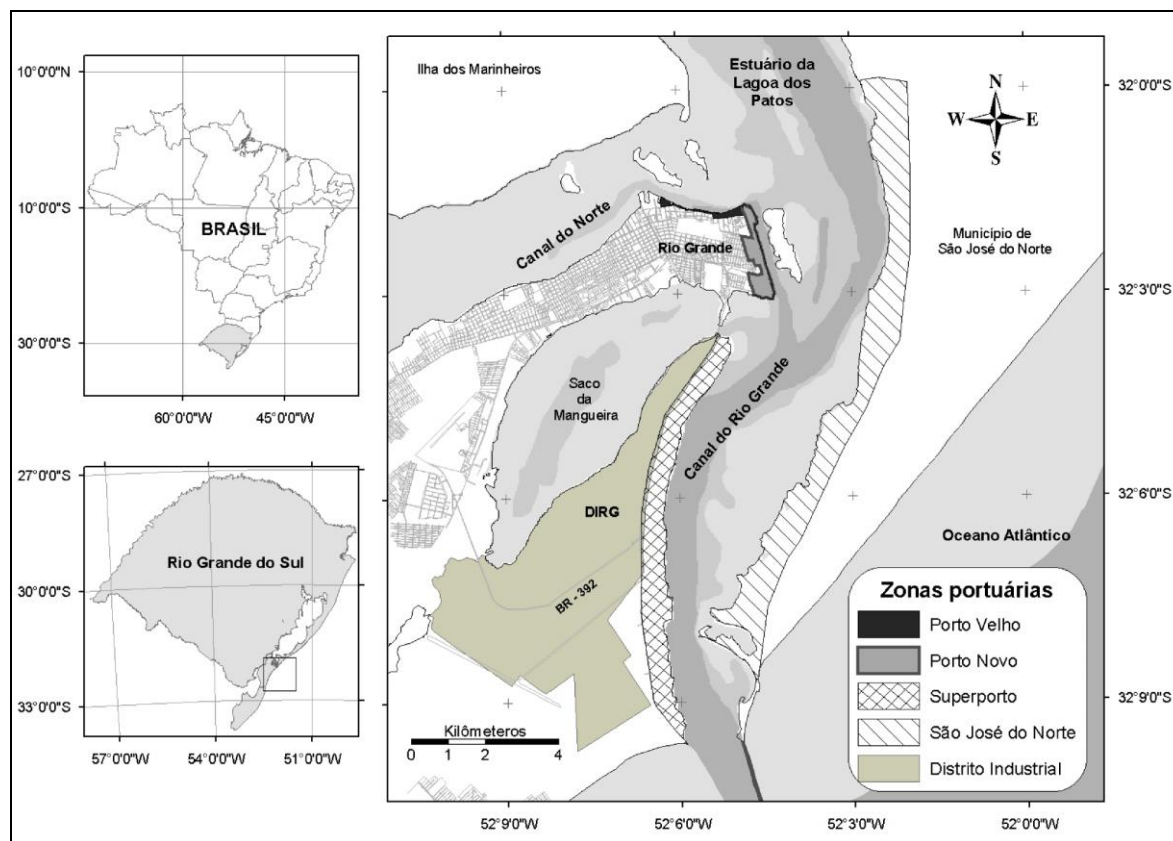 10°0'0"N
10°0'0"S
30°0'0"S
60°0'0"W
45°0'0"W
BRASIL
27°0'0"S
30°0'0"S
33°0'0"S
57°0'0"W
54°0'0"W
51°0'0"W
Rio Grande do Sul
Ilha dos Marinheiros
Estuário da
Lagoa dos
Patos
N
W
E
S
Canal do Norte
Rio Grande
Município de
São José do Norte
Saco
da
Mangueira
Canal do Rio Grande
DIRG
BR - 392
Oceano Atlântico
Kilômeteros
0 1 2 4
32°0'0"S
32°3'0"S
32°6'0"S
32°9'0"S
52°9'0"W
52°6'0"W
52°3'0"W
52°0'0"W
Zonas portuárias
Porto Velho
Porto Novo
Superporto
São José do Norte
Distrito Industrial